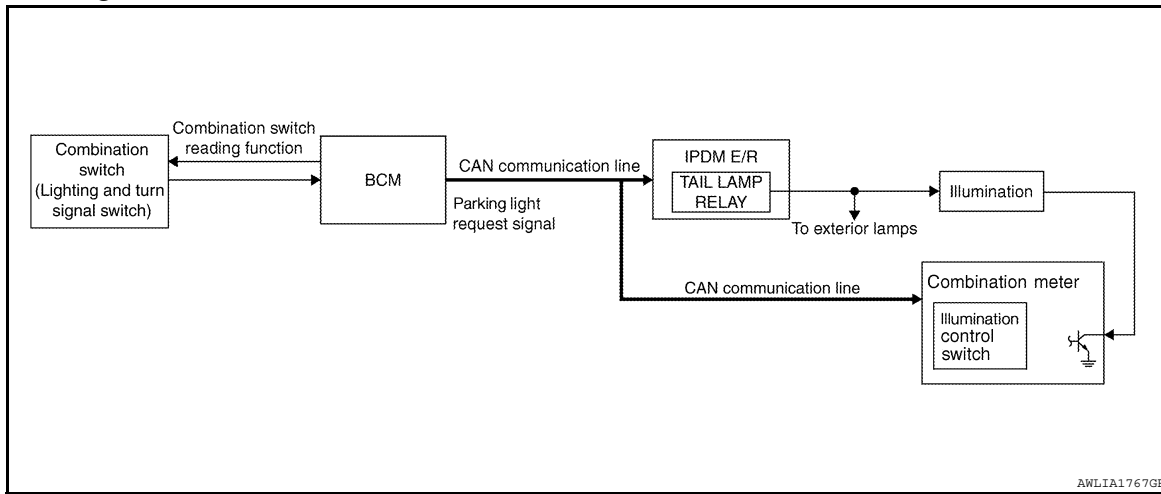 Combination
switch
(Lighting and turn
signal switch)
Combination switch
reading function
BCM
CAN communication line
Parking light
request signal
IPDM E/R
TAIL LAMP
RELAY
To exterior lamps
Illumination
CAN communication line
Combination meter
Illumination
control
switch